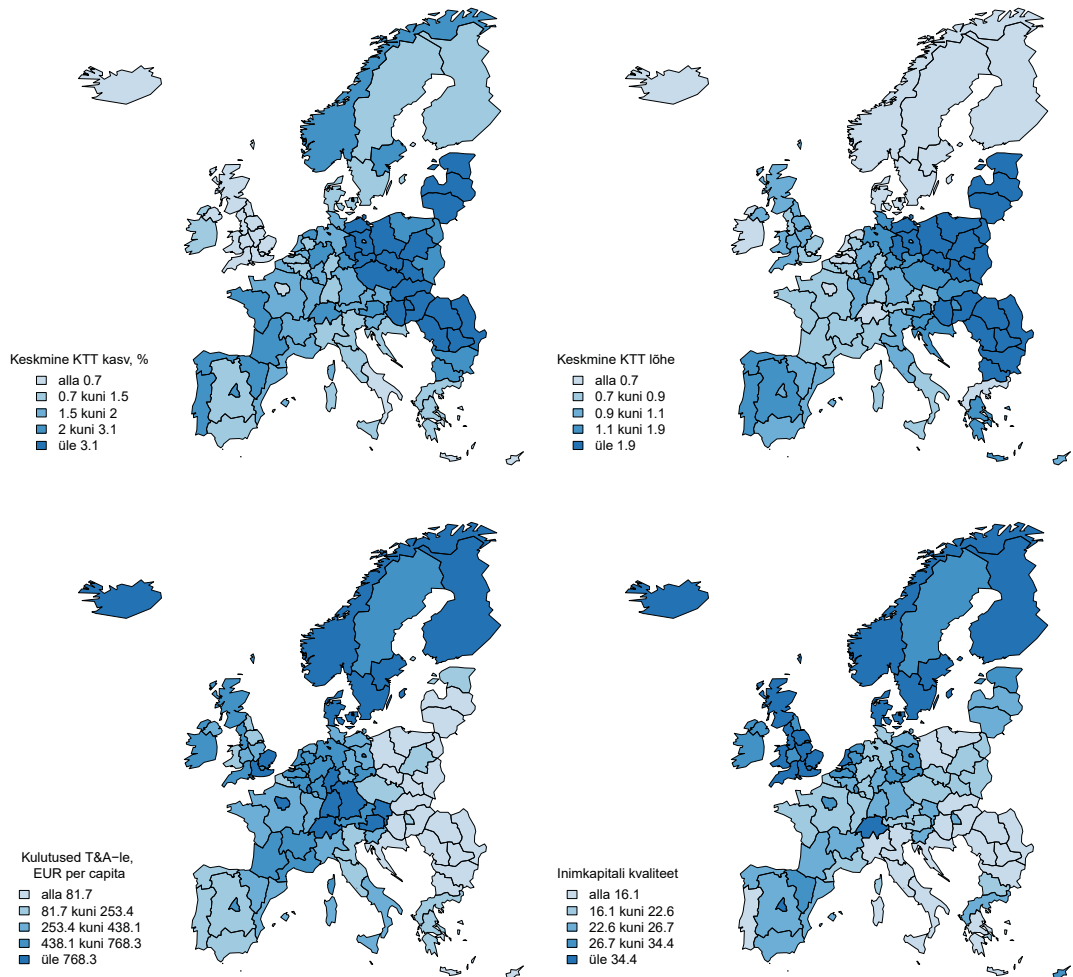 Keskmine KTT kasv, %
alla 0.7
0.7 kuni 1.5
1.5 kuni 2
2 kuni 3.1
üle 3.1
Keskmine KTT lõhe
alla 0.7
0.7 kuni 0.9
0.9 kuni 1.1
1.1 kuni 1.9
üle 1.9
Kulutused T&A−le,
EUR per capita
alla 81.7
81.7 kuni 253.4
253.4 kuni 438.1
438.1 kuni 768.3
üle 768.3
Inimkapitali kvaliteet
alla 16.1
16.1 kuni 22.6
22.6 kuni 26.7
26.7 kuni 34.4
üle 34.4